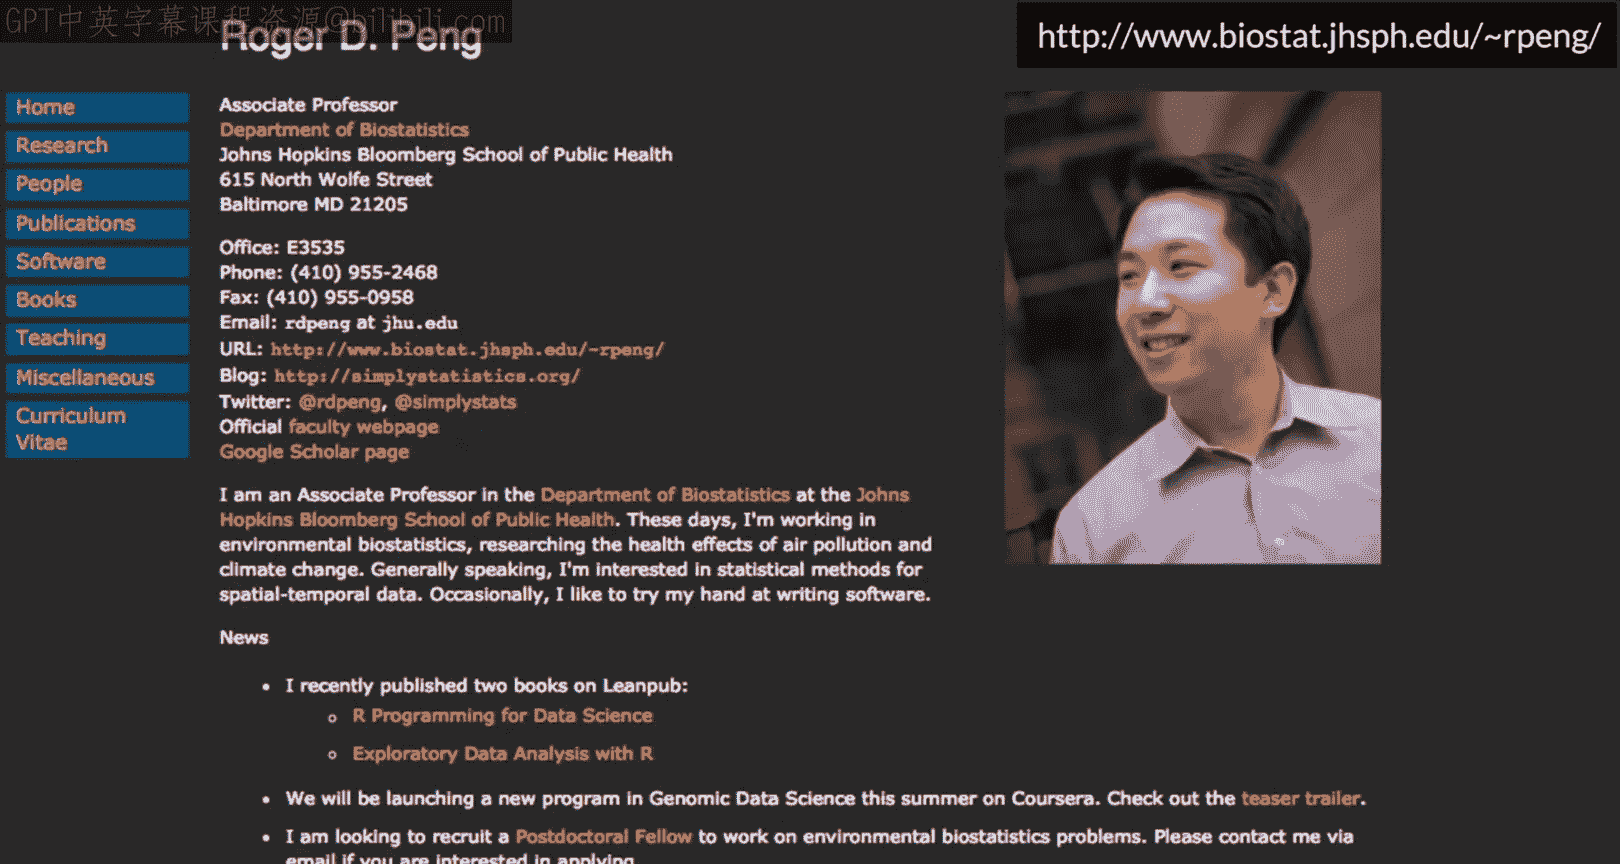 GPT中英字幕课程资源@bilibili.com
Roger D. Peng
http://www.biostat.jhsph.edu/~rpeng/
Home
Research
People
Publications
Software
Books
Teaching
Miscellaneous
Curriculum
Vitae
Associate Professor
Department of Biostatistics
Johns Hopkins Bloomberg School of Public Health
615 North Wolfe Street
Baltimore MD 21205
Office: E3535
Phone: (410) 955-2468
Fax: (410) 955-0958
Email: rdpeng at jhu.edu
URL: http://www.biostat.jhsph.edu/~rpeng/
Blog: http://simplystatistics.org/
Twitter: @rdpeng, @simplystats
Official faculty webpage
Google Scholar page
I am an Associate Professor in the Department of Biostatistics at the Johns
Hopkins Bloomberg School of Public Health. These days, I'm working in
environmental biostatistics, researching the health effects of air pollution and
climate change. Generally speaking, I'm interested in statistical methods for
spatial-temporal data. Occasionally, I like to try my hand at writing software.
News
• I recently published two books on Leanpub:
○ R Programming for Data Science
○ Exploratory Data Analysis with R
• We will be launching a new program in Genomic Data Science this summer on Coursera. Check out the teaser trailer.
• I am looking to recruit a Postdoctoral Fellow to work on environmental biostatistics problems. Please contact me via
email if you are interested in applying.